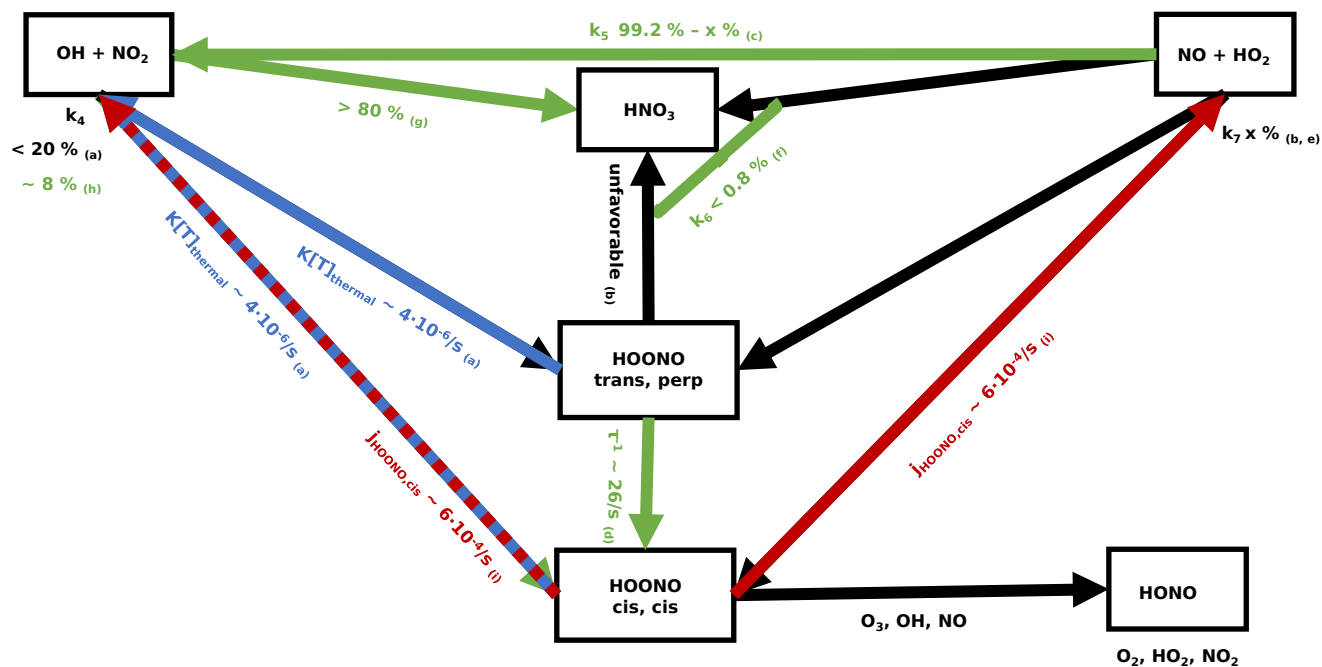 OH + NO₂
k₅ 99.2 % – x % (c)
NO + HO₂
HNO₃
> 80 % (g)
k₄
< 20 % (a)
~ 8 % (h)
k₇ x % (b, e)
k₆ < 0.8 % (f)
unfavorable (b)
K[T]thermal ~ 4·10⁻⁶/s (a)
K[T]thermal ~ 4·10⁻⁶/s (a)
HOONO
trans, perp
jHOONO,cis ~ 6·10⁻⁴/s (i)
τ⁻¹ ~ 26/s (d)
jHOONO,cis ~ 6·10⁻⁴/s (i)
HOONO
cis, cis
HONO
O₃, OH, NO
O₂, HO₂, NO₂